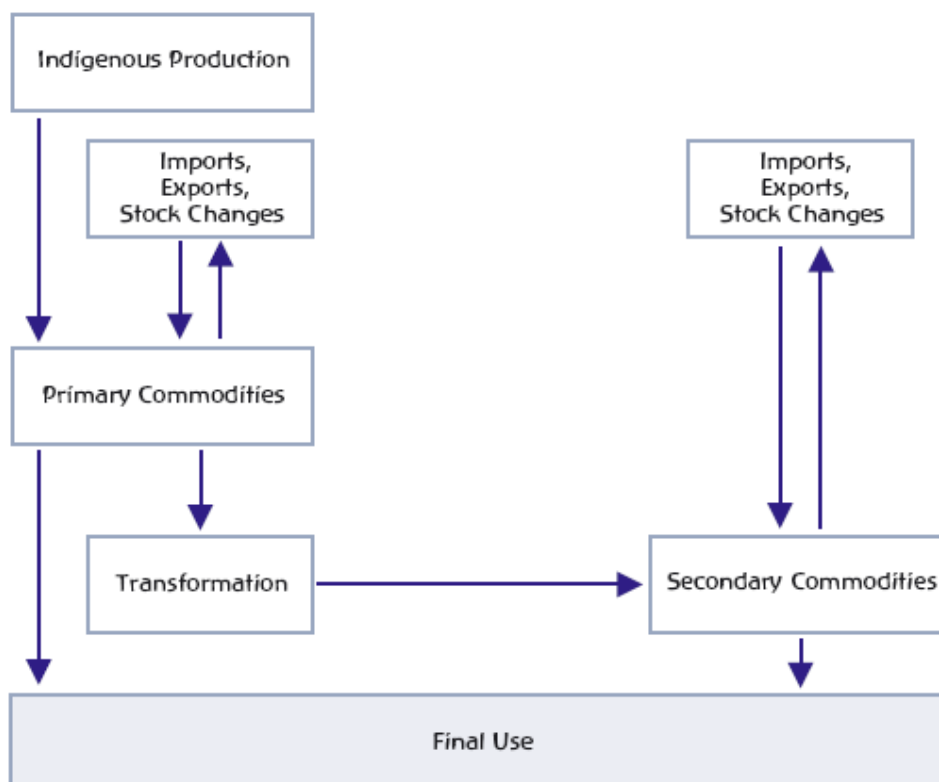 Indigenous Production
Imports,
Exports,
Stock Changes
Imports,
Exports,
Stock Changes
Primary Commodities
Transformation
Secondary Commodities
Final Use